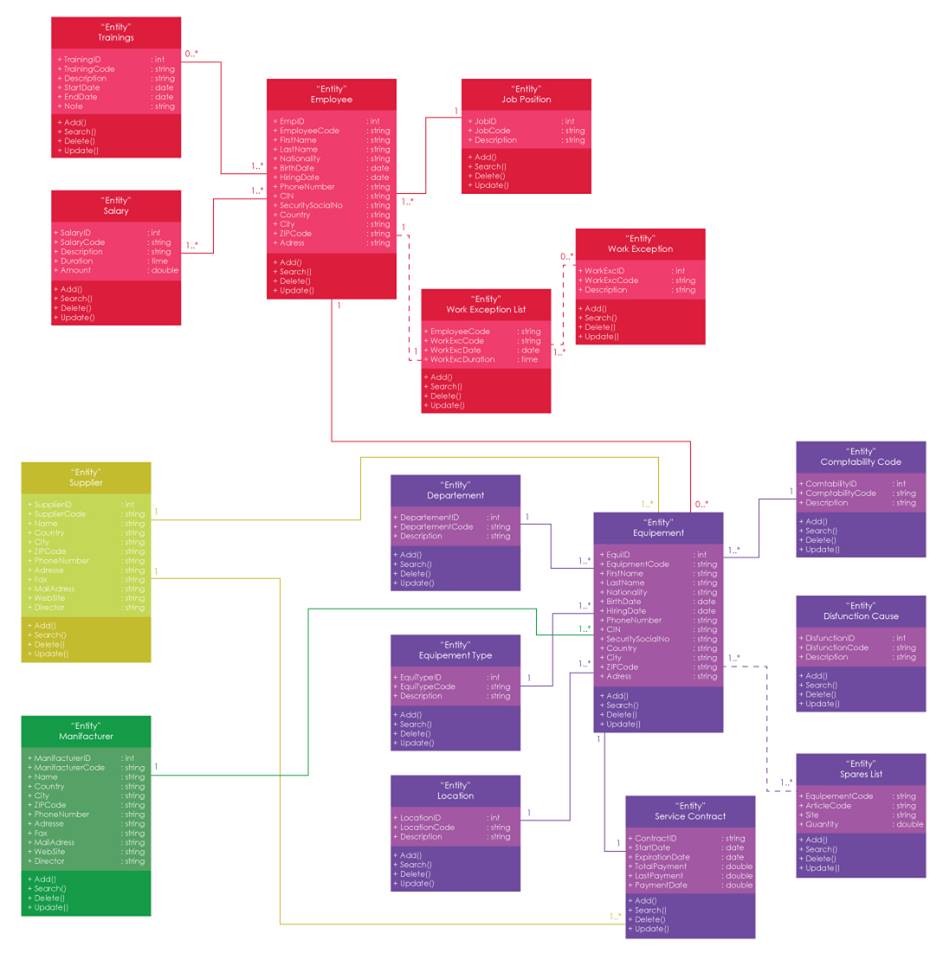 "Entity"
Trainings
+ TrainingID : int
+ TrainingCode : string
+ Description : string
+ StartDate : date
+ EndDate : date
+ Note : string
+ Add()
+ Search()
+ Delete()
+ Update()
0..*
1..*
"Entity"
Employee
+ EmpID : int
+ EmployeeCode : string
+ FirstName : string
+ LastName : string
+ Nationality : string
+ BirthDate : date
+ HiringDate : date
+ PhoneNumber : string
+ CIN : string
+ SecuritySocialNo : string
+ Country : string
+ City : string
+ ZIPCode : string
+ Adress : string
+ Add()
+ Search()
+ Delete()
+ Update()
1
1..*
1
"Entity"
Job Position
+ JobID : int
+ JobCode : string
+ Description : string
+ Add()
+ Search()
+ Delete()
+ Update()
1..*
1..*
"Entity"
Salary
+ SalaryID : int
+ SalaryCode : string
+ Description : string
+ Duration : time
+ Amount : double
+ Add()
+ Search()
+ Delete()
+ Update()
1
1
"Entity"
Work Exception List
+ EmployeeCode : string
+ WorkExcCode : string
+ WorkExcDate : date
+ WorkExcDuration : time
+ Add()
+ Search()
+ Delete()
+ Update()
1..*
0..*
"Entity"
Work Exception
+ WorkExcID : int
+ WorkExcCode : string
+ Description : string
+ Add()
+ Search()
+ Delete()
+ Update()
"Entity"
Supplier
+ SupplierID : int
+ SupplierCode : string
+ Name : string
+ Country : string
+ City : string
+ ZIPCode : string
+ PhoneNumber : string
+ Adresse : string
+ Fax : string
+ MailAdress : string
+ WebSite : string
+ Director : string
+ Add()
+ Search()
+ Delete()
+ Update()
1
1
"Entity"
Departement
+ DepartementID : int
+ DepartementCode : string
+ Description : string
+ Add()
+ Search()
+ Delete()
+ Update()
1
1..*
1..*
0..*
"Entity"
Equipement
+ EquiID : int
+ EquipmentCode : string
+ FirstName : string
+ LastName : string
+ Nationality : string
+ BirthDate : date
+ HiringDate : date
+ PhoneNumber : string
+ CIN : string
+ SecuritySocialNo : string
+ Country : string
+ City : string
+ ZIPCode : string
+ Adress : string
+ Add()
+ Search()
+ Delete()
+ Update()
1..*
1
"Entity"
Comptability Code
+ ComtabilityID : int
+ ComptabilityCode : string
+ Description : string
+ Add()
+ Search()
+ Delete()
+ Update()
"Entity"
Disfunction Cause
+ DisfunctionID : int
+ DisfunctionCode : string
+ Description : string
+ Add()
+ Search()
+ Delete()
+ Update()
1..*
1..*
1..*
"Entity"
Equipement Type
+ EquiTypeID : int
+ EquiTypeCode : string
+ Description : string
+ Add()
+ Search()
+ Delete()
+ Update()
1
1..*
1..*
"Entity"
Manifacturer
+ ManifacturerID : int
+ ManifacturerCode : string
+ Name : string
+ Country : string
+ City : string
+ ZIPCode : string
+ PhoneNumber : string
+ Adresse : string
+ Fax : string
+ MailAdress : string
+ WebSite : string
+ Director : string
+ Add()
+ Search()
+ Delete()
+ Update()
1
"Entity"
Location
+ LocationID : int
+ LocationCode : string
+ Description : string
+ Add()
+ Search()
+ Delete()
+ Update()
1
1
1
1..*
"Entity"
Service Contract
+ ContractID : string
+ StartDate : date
+ ExpirationDate : date
+ TotalPayment : double
+ LastPayment : double
+ PaymentDate : double
+ Add()
+ Search()
+ Delete()
+ Update()
"Entity"
Spares List
+ EquipementCode : string
+ ArticleCode : string
+ Site : string
+ Quantity : double
+ Add()
+ Search()
+ Delete()
+ Update()